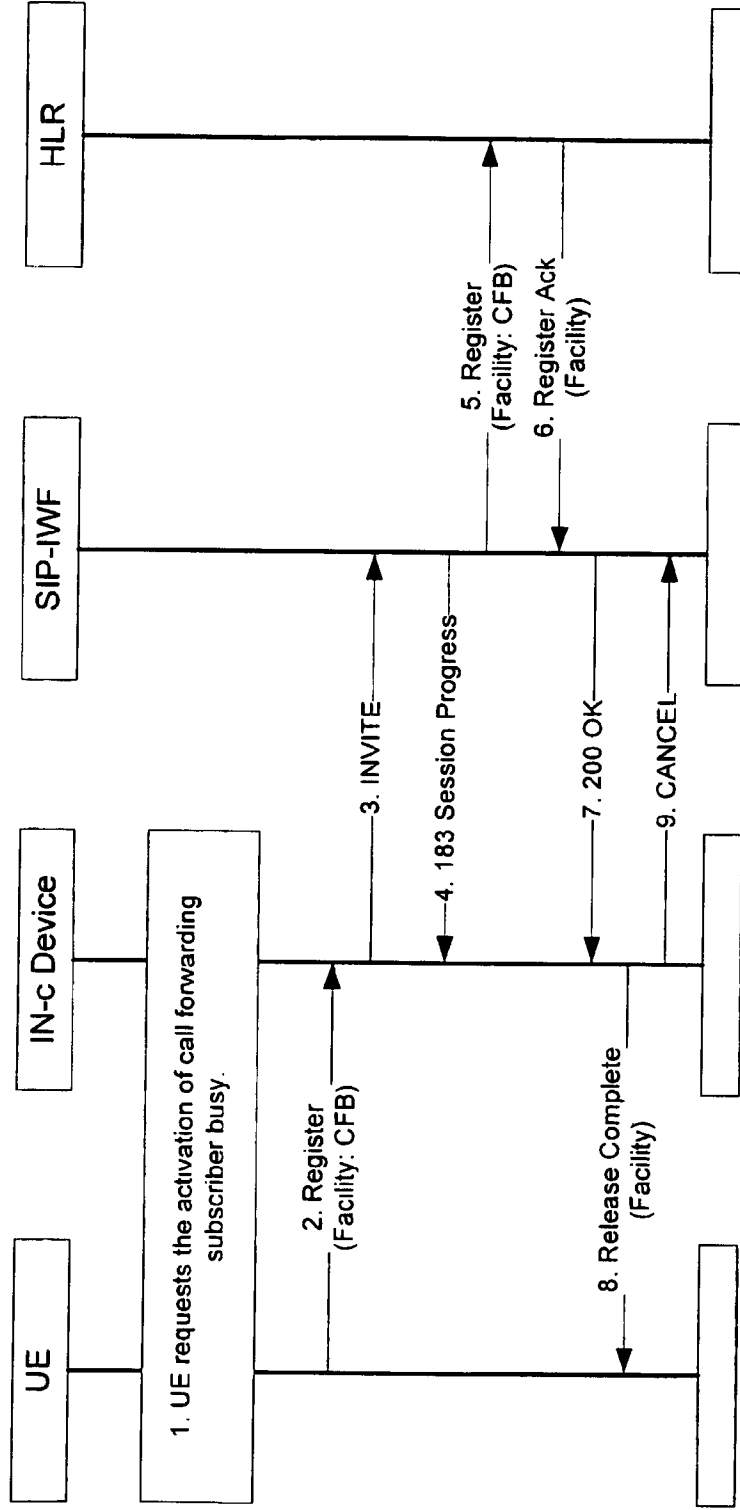 UE
IN-c Device
SIP-IWF
HLR
1. UE requests the activation of call forwarding
subscriber busy.
2. Register
(Facility: CFB)
3. INVITE
4. 183 Session Progress
5. Register
(Facility: CFB)
6. Register Ack
(Facility)
7. 200 OK
8. Release Complete
(Facility)
9. CANCEL